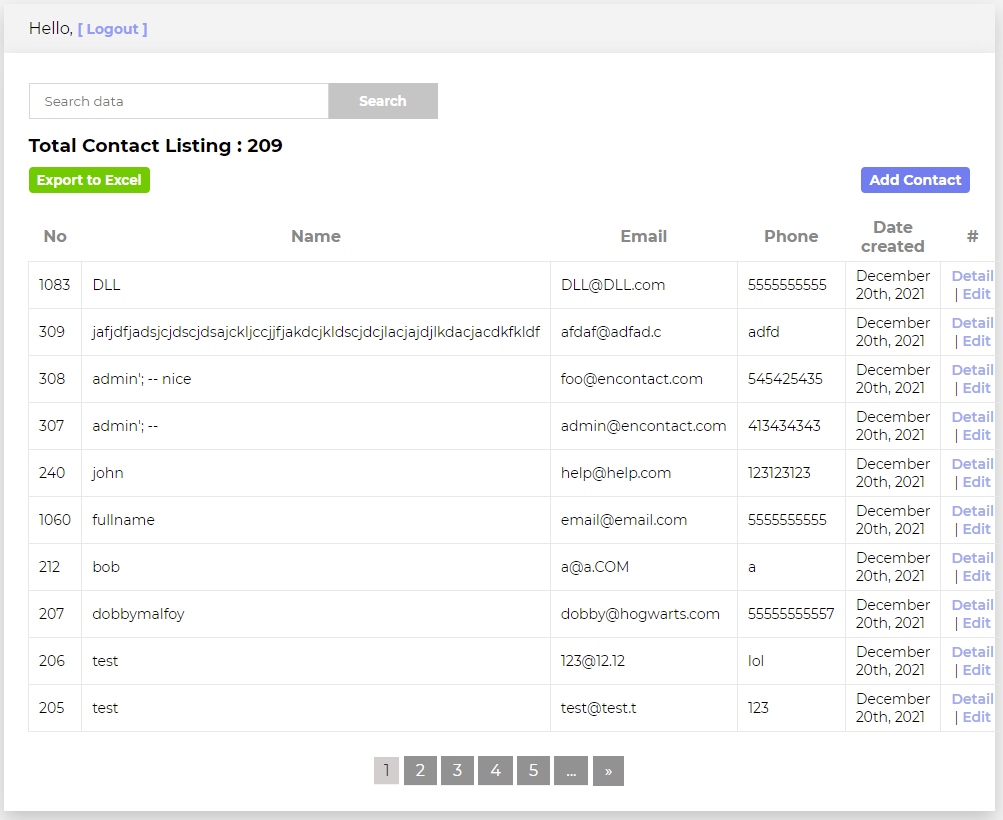 Hello, [ Logout ]
Search data Search
Total Contact Listing : 209
Export to Excel Add Contact
No Name Email Phone Date created #
1083 DLL DLL@DLL.com 5555555555 December 20th, 2021 Detail | Edit
309 jafjdfjadsjcjdscjdsajckljccjjfjakdcjkldscjdcjlacjajdjlkdacjacdkfkldf afdaf@adfad.c adfd December 20th, 2021 Detail | Edit
308 admin'; -- nice foo@encontact.com 545425435 December 20th, 2021 Detail | Edit
307 admin'; -- admin@encontact.com 413434343 December 20th, 2021 Detail | Edit
240 john help@help.com 123123123 December 20th, 2021 Detail | Edit
1060 fullname email@email.com 5555555555 December 20th, 2021 Detail | Edit
212 bob a@a.COM a December 20th, 2021 Detail | Edit
207 dobbymalfoy dobby@hogwarts.com 55555555557 December 20th, 2021 Detail | Edit
206 test 123@12.12 lol December 20th, 2021 Detail | Edit
205 test test@test.t 123 December 20th, 2021 Detail | Edit
1 2 3 4 5 ... »